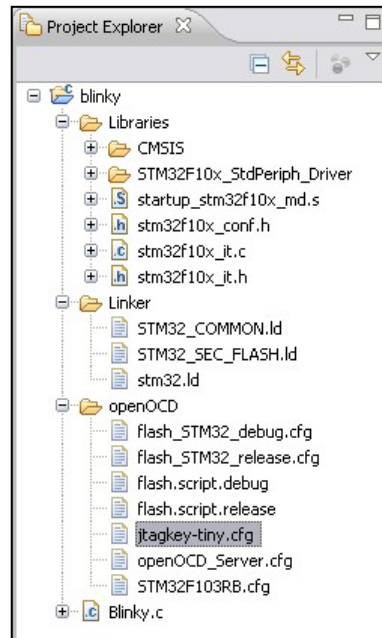 Project Explorer
blinky
Libraries
CMSIS
STM32F10x_StdPeriph_Driver
startup_stm32f10x_md.s
stm32f10x_conf.h
stm32f10x_it.c
stm32f10x_it.h
Linker
STM32_COMMON.ld
STM32_SEC_FLASH.ld
stm32.ld
openOCD
flash_STM32_debug.cfg
flash_STM32_release.cfg
flash.script.debug
flash.script.release
jtagkey-tiny.cfg
openOCD_Server.cfg
STM32F103RB.cfg
Blinky.c